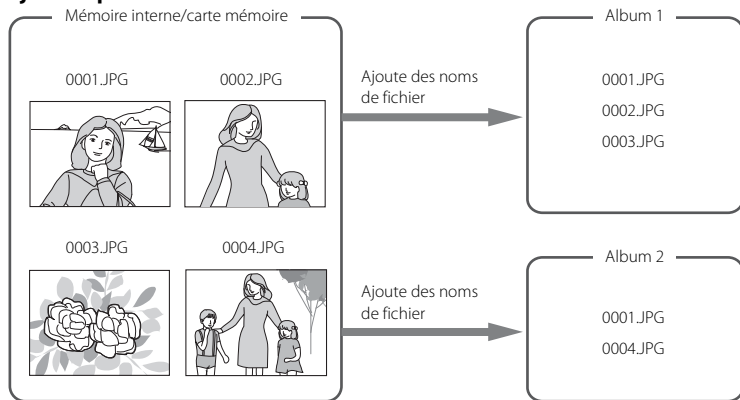 Mémoire interne/carte mémoire
0001.JPG 0002.JPG
0003.JPG 0004.JPG
Ajoute des noms
de fichier
Album 1
0001.JPG
0002.JPG
0003.JPG
Ajoute des noms
de fichier
Album 2
0001.JPG
0004.JPG